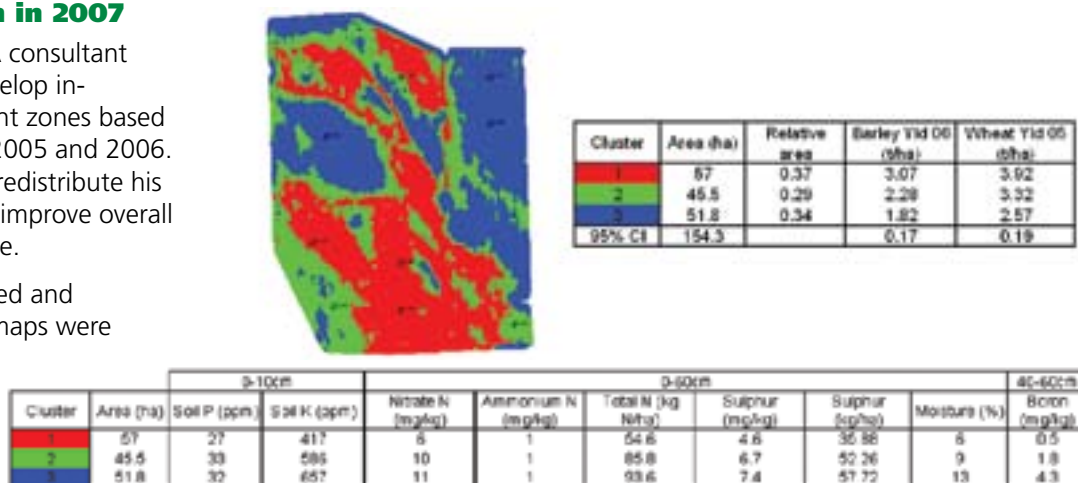 n in 2007
consultant
elop in-
nt zones based
2005 and 2006.
redistribute his
improve overall
e.
ed and
maps were
Cluster Area (ha) Relative area Barley Yld 06 (t/ha) Wheat Yld 05 (t/ha)
1 57 0.37 3.07 3.92
2 45.5 0.29 2.28 3.32
3 51.8 0.34 1.82 2.57
95% CI 154.3 0.17 0.19
0-10cm 0-60cm 40-60cm
Cluster Area (ha) Soil P (ppm) Soil K (ppm) Nitrate N (mg/kg) Ammonium N (mg/kg) Total N (kg N/ha) Sulphur (mg/kg) Sulphur (kg/ha) Moisture (%) Boron (mg/kg)
1 57 27 417 6 1 54.6 4.6 35.88 6 0.5
2 45.5 33 586 10 1 85.8 6.7 52.26 9 1.8
3 51.8 32 657 11 1 93.6 7.4 57.72 13 4.3